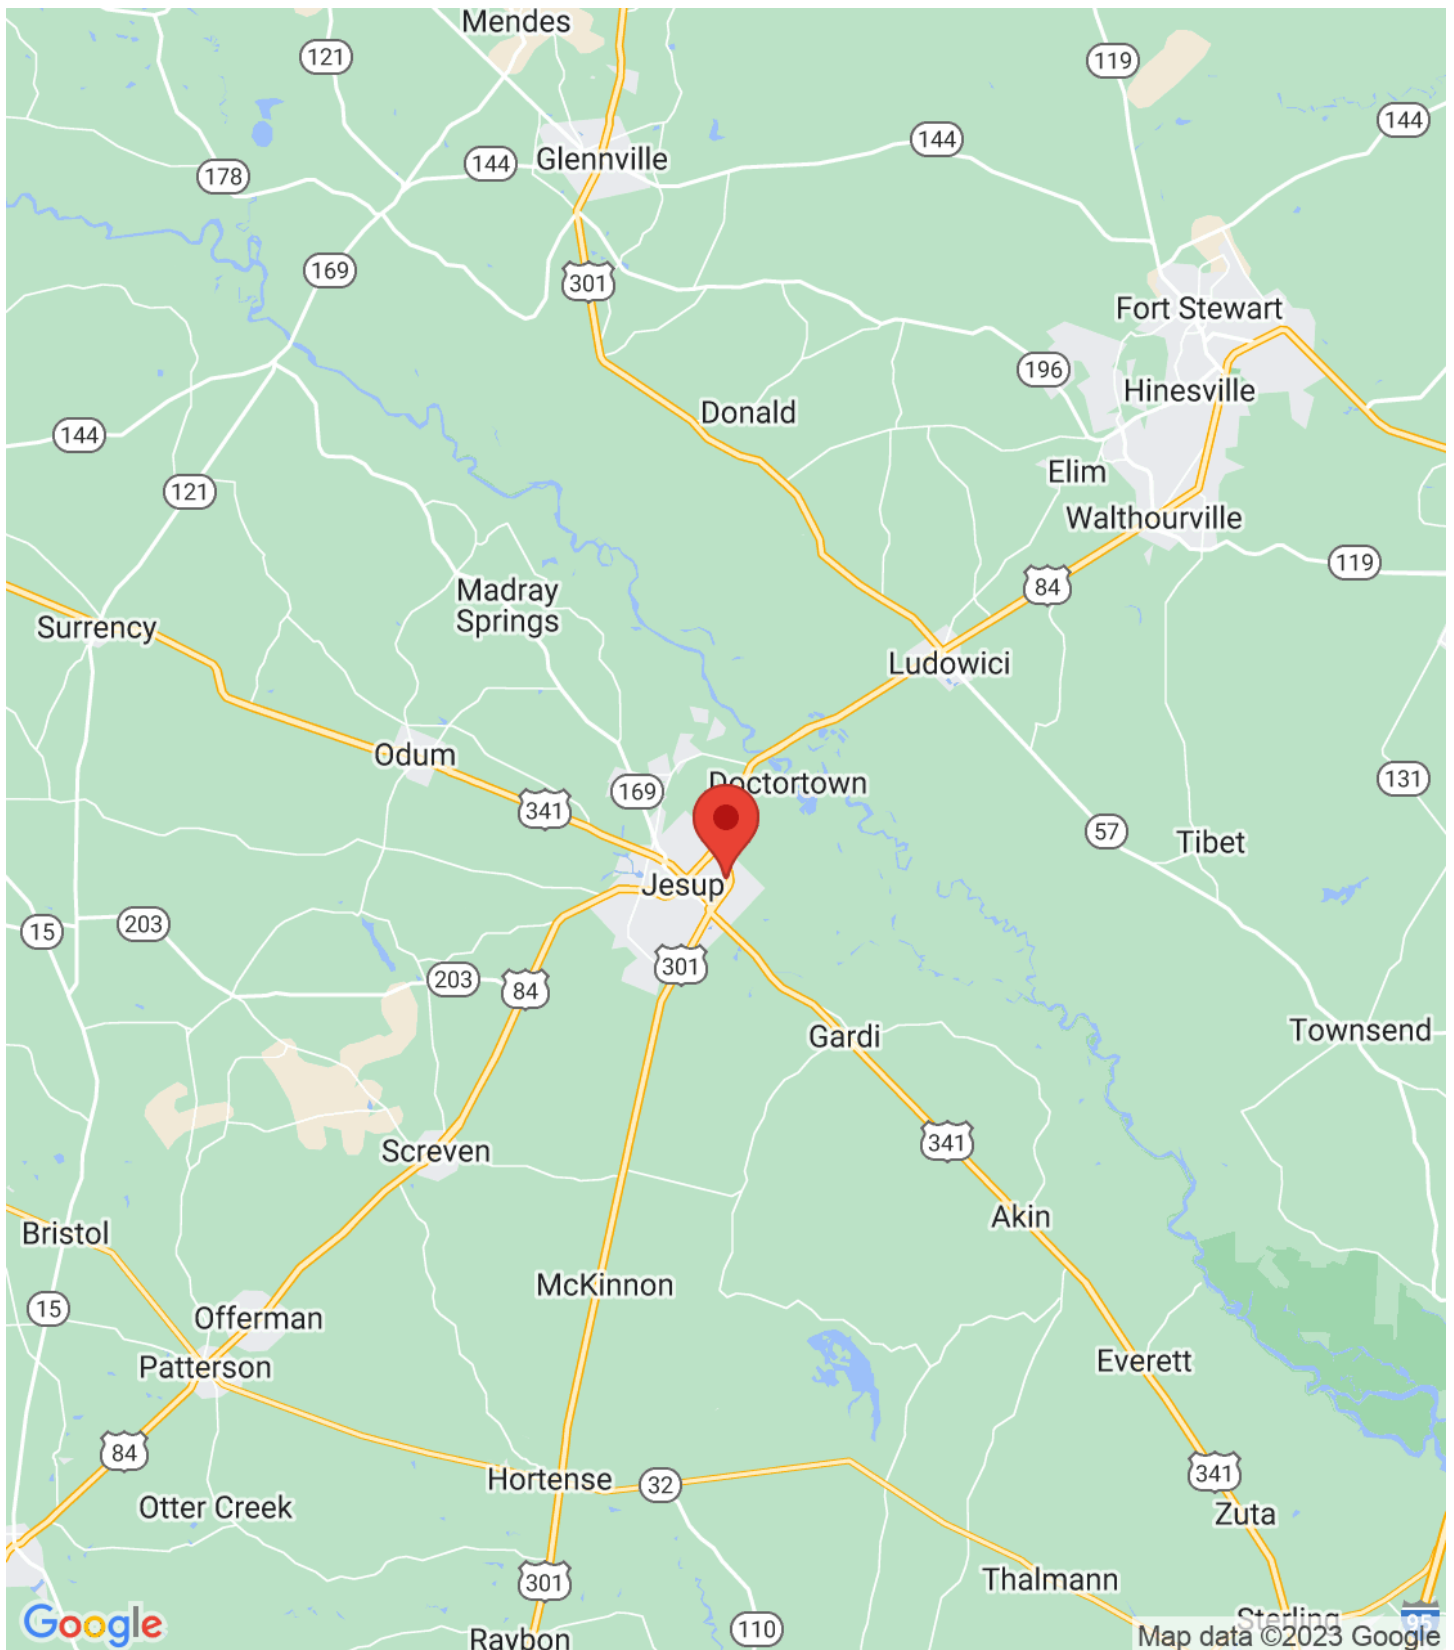 Mendes
121
119
144
144
Glennville
144
178
169
301
Fort Stewart
196
Hinesville
Donald
144
Elim
121
Walthourville
119
84
Madray
Springs
Surrency
Ludowici
Odum
Doctortown
169
131
341
57
Tibet
Jesup
203
15
301
203
84
Gardi
Townsend
341
Screven
Akin
Bristol
McKinnon
15
Offerman
Everett
Patterson
84
341
Hortense
32
Otter Creek
Zuta
Thalmann
301
Google
110
Sterling
95
Raybon
Map data ©2023 Google